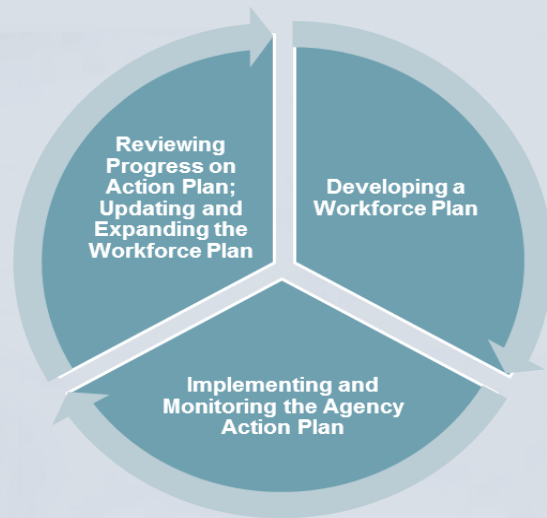 Reviewing
Progress on
Action Plan;
Updating and
Expanding the
Workforce Plan
Developing a
Workforce Plan
Implementing and
Monitoring the Agency
Action Plan